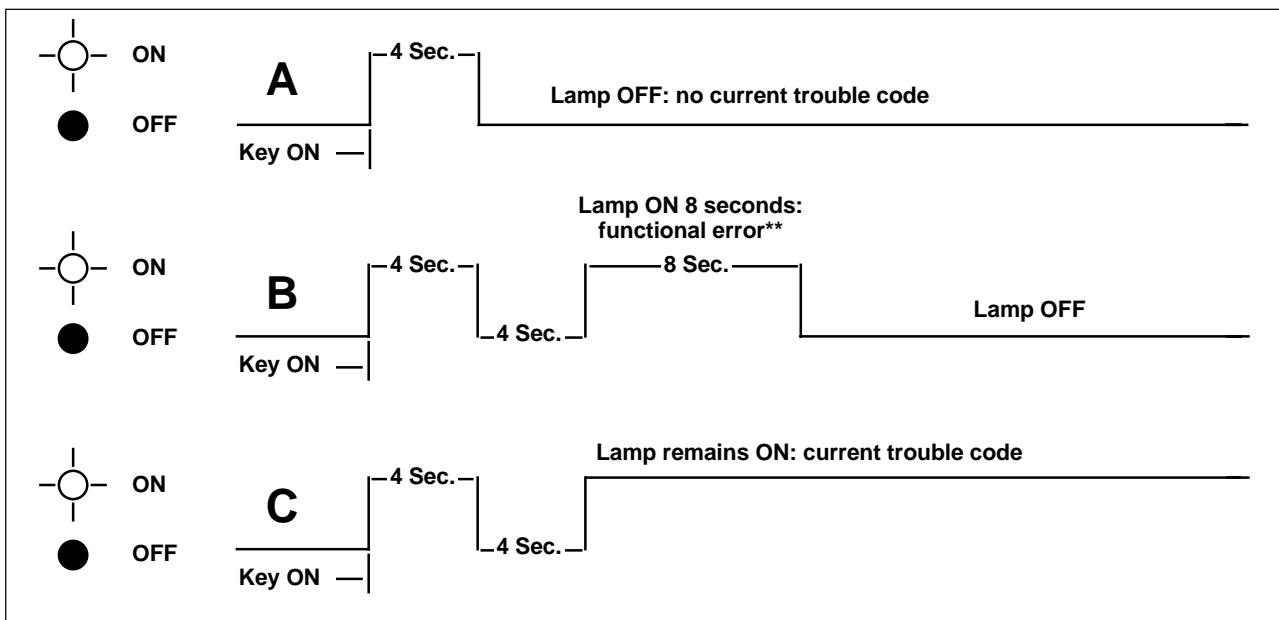 ON
A
4 Sec.
Lamp OFF: no current trouble code
OFF
Key ON
Lamp ON 8 seconds:
functional error**
ON
4 Sec.
8 Sec.
B
Lamp OFF
OFF
4 Sec.
Key ON
Lamp remains ON: current trouble code
ON
4 Sec.
C
OFF
4 Sec.
Key ON